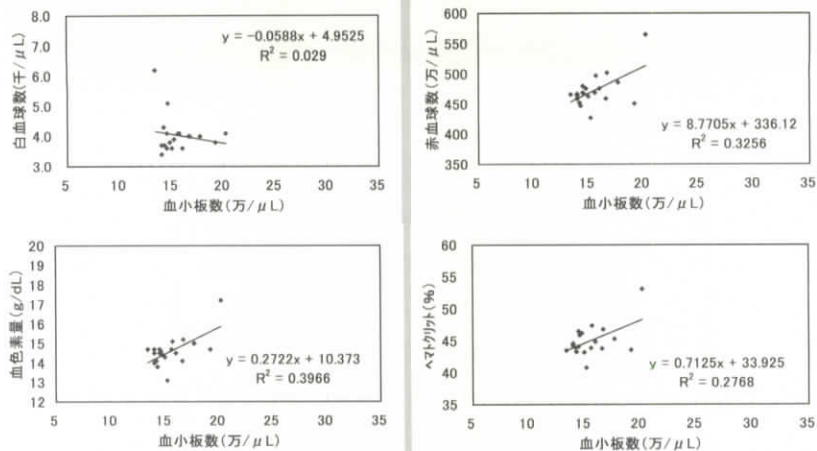 8.0
7.0
6.0
5.0
4.0
3.0
白血球数(千/μL)
y = -0.0588x + 4.9525
R² = 0.029
5 10 15 20 25 30 35
血小板数(万/μL)
600
550
500
450
400
350
赤血球数(万/μL)
y = 8.7705x + 336.12
R² = 0.3256
5 10 15 20 25 30 35
血小板数(万/μL)
20
19
18
17
16
15
14
13
12
血色素量(g/dL)
y = 0.2722x + 10.373
R² = 0.3966
5 10 15 20 25 30 35
血小板数(万/μL)
60
55
50
45
40
35
ヘマトクリット(%)
y = 0.7125x + 33.925
R² = 0.2768
5 10 15 20 25 30 35
血小板数(万/μL)